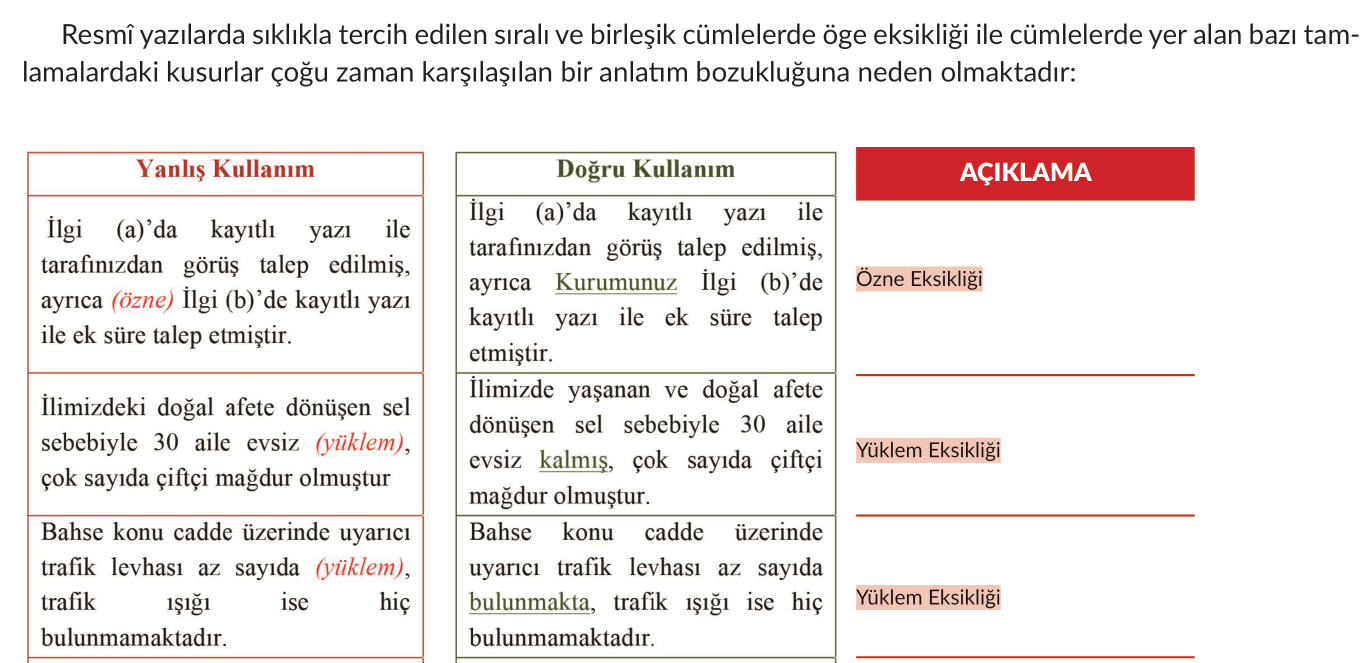 Resmî yazılarda sıklıkla tercih edilen sıralı ve birleşik cümlelerde öge eksikliği ile cümlelerde yer alan bazı tam-
lamalardaki kusurlar çoğu zaman karşılaşılan bir anlatım bozukluğuna neden olmaktadır:
Yanlış Kullanım
Doğru Kullanım
AÇIKLAMA
İlgi (a)’da kayıtlı yazı ile
tarafınızdan görüş talep edilmiş,
ayrıca (özne) İlgi (b)’de kayıtlı yazı
ile ek süre talep etmiştir.
İlgi (a)’da kayıtlı yazı ile
tarafınızdan görüş talep edilmiş,
ayrıca Kurumunuz İlgi (b)’de
kayıtlı yazı ile ek süre talep
etmiştir.
Özne Eksikliği
İlimizdeki doğal afete dönüşen sel
sebebiyle 30 aile evsiz (yüklem),
çok sayıda çiftçi mağdur olmuştur
İlimizde yaşanan ve doğal afete
dönüşen sel sebebiyle 30 aile
evsiz kalmış, çok sayıda çiftçi
mağdur olmuştur.
Yüklem Eksikliği
Bahse konu cadde üzerinde uyarıcı
trafik levhası az sayıda (yüklem),
trafik ışığı ise hiç
bulunmamaktadır.
Bahse konu cadde üzerinde
uyarıcı trafik levhası az sayıda
bulunmakta, trafik ışığı ise hiç
bulunmamaktadır.
Yüklem Eksikliği